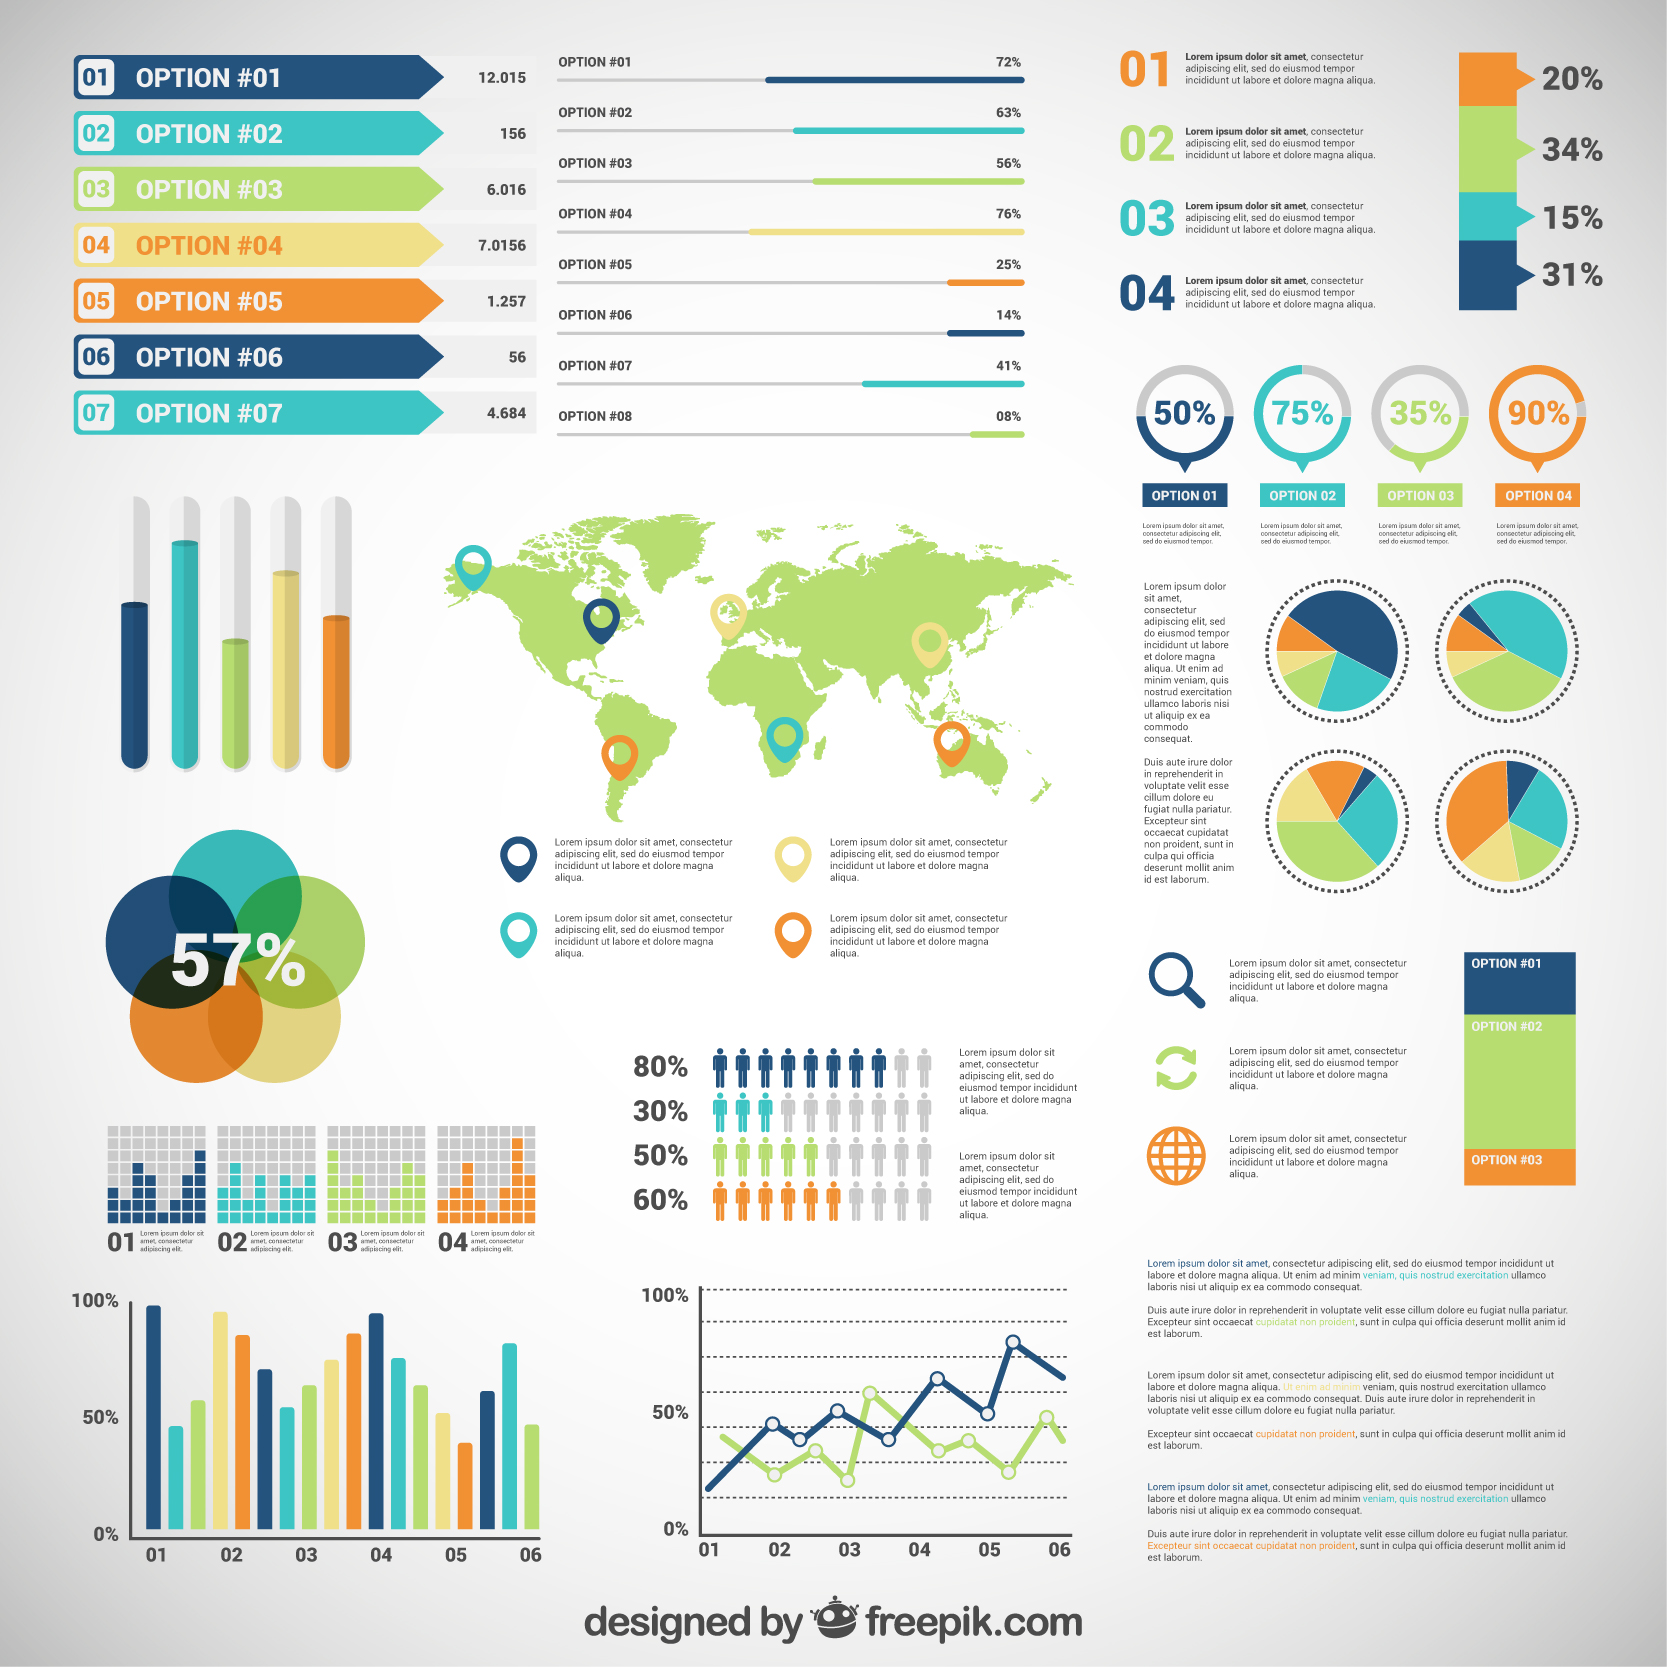 01 OPTION #01 12.015
02 OPTION #02 156
03 OPTION #03 6.016
04 OPTION #04 7.0156
05 OPTION #05 1.257
06 OPTION #06 56
07 OPTION #07 4.684
OPTION #01 72%
OPTION #02 63%
OPTION #03 56%
OPTION #04 76%
OPTION #05 25%
OPTION #06 14%
OPTION #07 41%
OPTION #08 08%
01
Lorem ipsum dolor sit amet, consectetur
adipiscing elit, sed do eiusmod tempor
incididunt ut labore et dolore magna aliqua.
02
Lorem ipsum dolor sit amet, consectetur
adipiscing elit, sed do eiusmod tempor
incididunt ut labore et dolore magna aliqua.
03
Lorem ipsum dolor sit amet, consectetur
adipiscing elit, sed do eiusmod tempor
incididunt ut labore et dolore magna aliqua.
04
Lorem ipsum dolor sit amet, consectetur
adipiscing elit, sed do eiusmod tempor
incididunt ut labore et dolore magna aliqua.
20%
34%
15%
31%
50% 75% 35% 90%
OPTION 01 OPTION 02 OPTION 03 OPTION 04
Lorem ipsum dolor sit amet,
consectetur adipiscing elit,
sed do eiusmod tempor.
Lorem ipsum dolor sit amet,
consectetur adipiscing elit,
sed do eiusmod tempor.
Lorem ipsum dolor sit amet,
consectetur adipiscing elit,
sed do eiusmod tempor.
Lorem ipsum dolor sit amet,
consectetur adipiscing elit,
sed do eiusmod tempor.
Lorem ipsum dolor
sit amet,
consectetur
adipiscing elit, sed
do eiusmod tempor
incididunt ut labore
et dolore magna
aliqua. Ut enim ad
minim veniam, quis
nostrud exercitation
ullamco laboris nisi
ut aliquip ex ea
commodo
consequat.
Duis aute irure dolor
in reprehenderit in
voluptate velit esse
cillum dolore eu
fugiat nulla pariatur.
Excepteur sint
occaecat cupidatat
non proident, sunt in
culpa qui officia
deserunt mollit anim
id est laborum.
Lorem ipsum dolor sit amet, consectetur
adipiscing elit, sed do eiusmod tempor
incididunt ut labore et dolore magna
aliqua.
Lorem ipsum dolor sit amet, consectetur
adipiscing elit, sed do eiusmod tempor
incididunt ut labore et dolore magna
aliqua.
Lorem ipsum dolor sit amet, consectetur
adipiscing elit, sed do eiusmod tempor
incididunt ut labore et dolore magna
aliqua.
Lorem ipsum dolor sit amet, consectetur
adipiscing elit, sed do eiusmod tempor
incididunt ut labore et dolore magna
aliqua.
57%
Lorem ipsum dolor sit amet, consectetur
adipiscing elit, sed do eiusmod tempor
incididunt ut labore et dolore magna
aliqua.
Lorem ipsum dolor sit amet, consectetur
adipiscing elit, sed do eiusmod tempor
incididunt ut labore et dolore magna
aliqua.
Lorem ipsum dolor sit amet, consectetur
adipiscing elit, sed do eiusmod tempor
incididunt ut labore et dolore magna
aliqua.
OPTION #01
OPTION #02
OPTION #03
80%
30%
50%
60%
Lorem ipsum dolor sit
amet, consectetur
adipiscing elit, sed do
eiusmod tempor incididunt
ut labore et dolore magna
aliqua.
Lorem ipsum dolor sit
amet, consectetur
adipiscing elit, sed do
eiusmod tempor incididunt
ut labore et dolore magna
aliqua.
01
Lorem ipsum dolor sit
amet, consectetur
adipiscing elit.
02
Lorem ipsum dolor sit
amet, consectetur
adipiscing elit.
03
Lorem ipsum dolor sit
amet, consectetur
adipiscing elit.
04
Lorem ipsum dolor sit
amet, consectetur
adipiscing elit.
100%
50%
0%
01 02 03 04 05 06
100%
50%
0%
01 02 03 04 05 06
Lorem ipsum dolor sit amet, consectetur adipiscing elit, sed do eiusmod tempor incididunt ut
labore et dolore magna aliqua. Ut enim ad minim veniam, quis nostrud exercitation ullamco
laboris nisi ut aliquip ex ea commodo consequat.
Duis aute irure dolor in reprehenderit in voluptate velit esse cillum dolore eu fugiat nulla pariatur.
Excepteur sint occaecat cupidatat non proident, sunt in culpa qui officia deserunt mollit anim id
est laborum.
Lorem ipsum dolor sit amet, consectetur adipiscing elit, sed do eiusmod tempor incididunt ut
labore et dolore magna aliqua. Ut enim ad minim veniam, quis nostrud exercitation ullamco
laboris nisi ut aliquip ex ea commodo consequat. Duis aute irure dolor in reprehenderit in
voluptate velit esse cillum dolore eu fugiat nulla pariatur.
Excepteur sint occaecat cupidatat non proident, sunt in culpa qui officia deserunt mollit anim id
est laborum.
Lorem ipsum dolor sit amet, consectetur adipiscing elit, sed do eiusmod tempor incididunt ut
labore et dolore magna aliqua. Ut enim ad minim veniam, quis nostrud exercitation ullamco
laboris nisi ut aliquip ex ea commodo consequat.
Duis aute irure dolor in reprehenderit in voluptate velit esse cillum dolore eu fugiat nulla pariatur.
Excepteur sint occaecat cupidatat non proident, sunt in culpa qui officia deserunt mollit anim id
est laborum.
designed by freepik.com